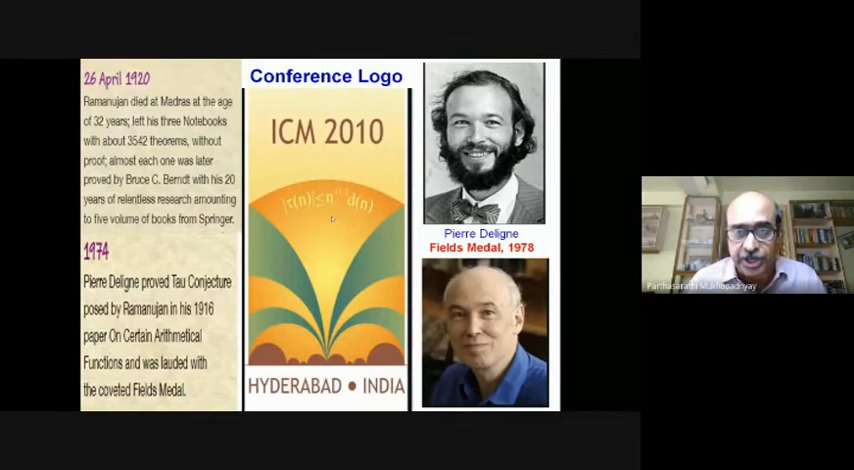 26 April 1920
Ramanujan died at Madras at the age
of 32 years; left his three Notebooks
with about 3542 theorems, without
proof; almost each one was later
proved by Bruce C. Berndt with his 20
years of relentless research amounting
to five volume of books from Springer.
1974
Pierre Deligne proved Tau Conjecture
posed by Ramanujan in his 1916
paper On Certain Arithmetical
Functions and was lauded with
the coveted Fields Medal.
Conference Logo
ICM 2010
HYDERABAD • INDIA
Pierre Deligne
Fields Medal, 1978
Parthasarathi Mukhopadhyay